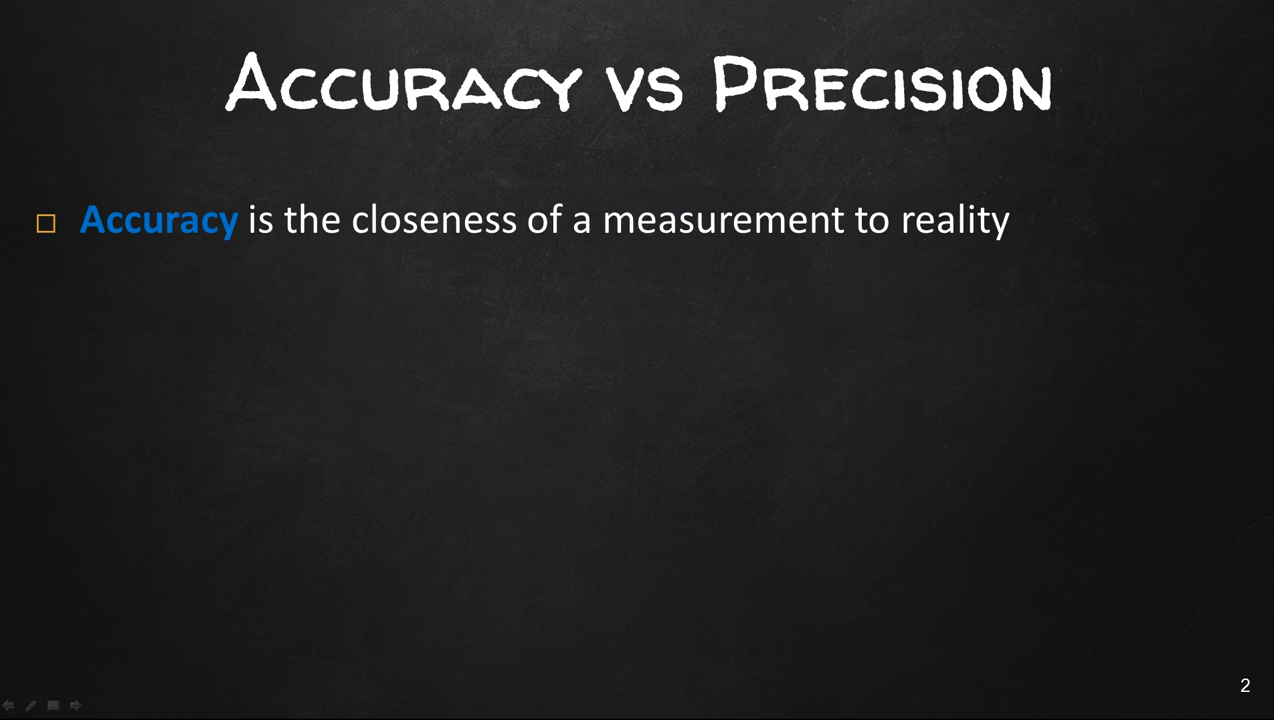 Accuracy vs Precision
Accuracy is the closeness of a measurement to reality
2